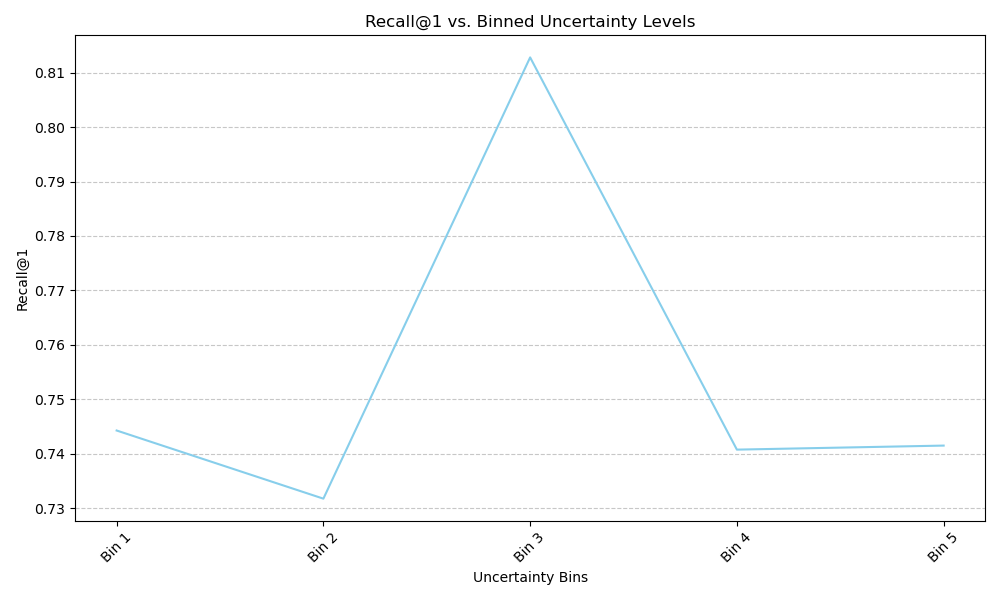 Recall@1 vs. Binned Uncertainty Levels
Recall@1
0.81
0.80
0.79
0.78
0.77
0.76
0.75
0.74
0.73
Bin 1
Bin 2
Bin 3
Bin 4
Bin 5
Uncertainty Bins